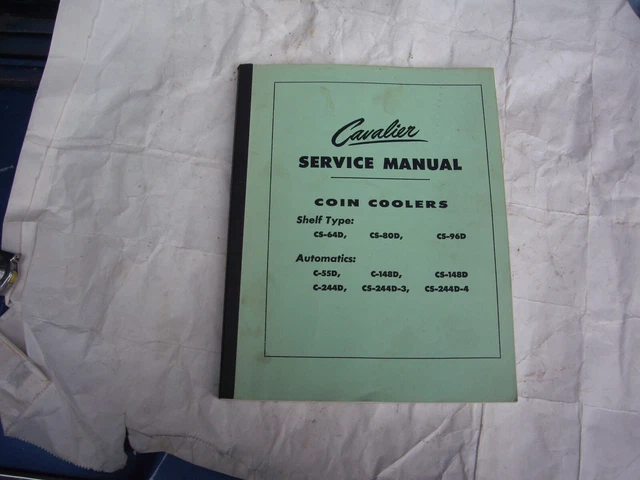 Cavalier
SERVICE MANUAL
COIN COOLERS
Shelf Type:
CS-64D, CS-80D, CS-96D
Automatics:
C-55D, C-148D, CS-148D
C-244D, CS-244D-3, CS-244D-4